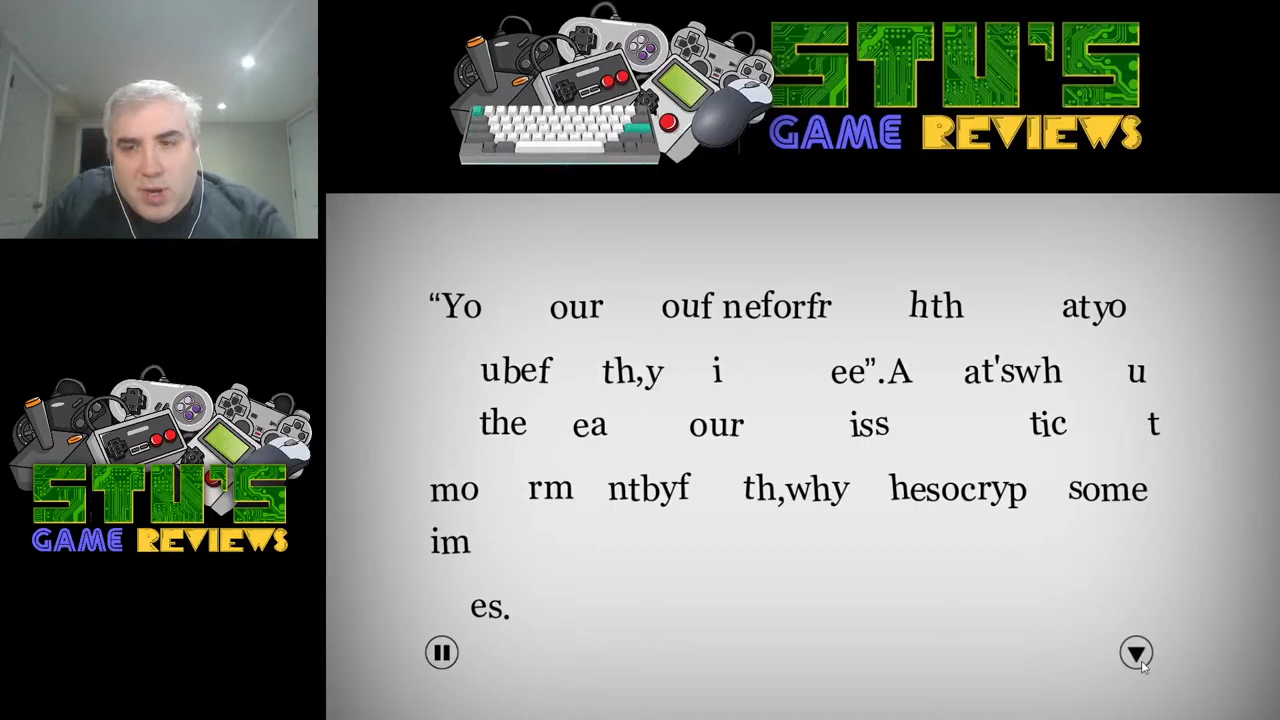 STU'S
GAME REVIEWS
“Yo our ouf neforfr hth atyo
ubef th,y i ee”.A at'swh u
the ea our iss tic t
mo rm ntbyf th,why hesocryp some
im
es.
STU'S
GAME REVIEWS